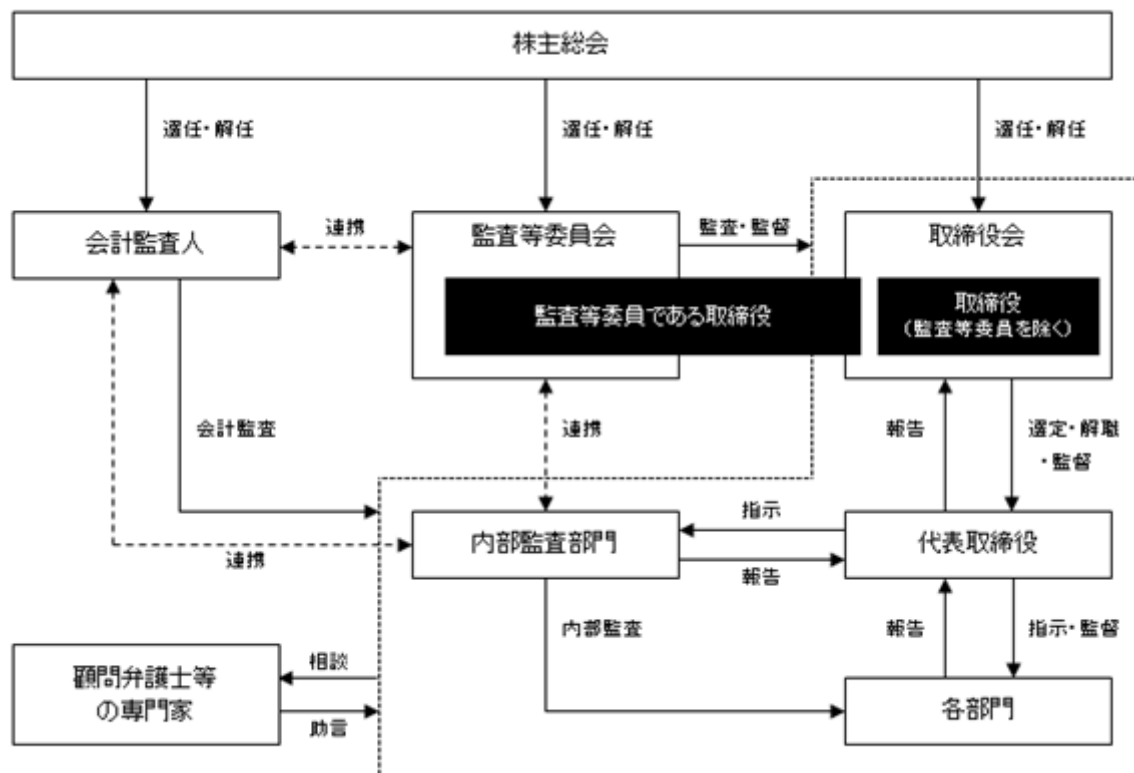 株主総会
選任・解任
選任・解任
選任・解任
会計監査人
連携
監査等委員会
監査・監督
取締役会
監査等委員である取締役
取締役
(監査等委員を除く)
会計監査
連携
報告
選定・解職
・監督
連携
内部監査部門
指示
報告
代表取締役
内部監査
報告
指示・監督
顧問弁護士等
の専門家
相談
助言
各部門